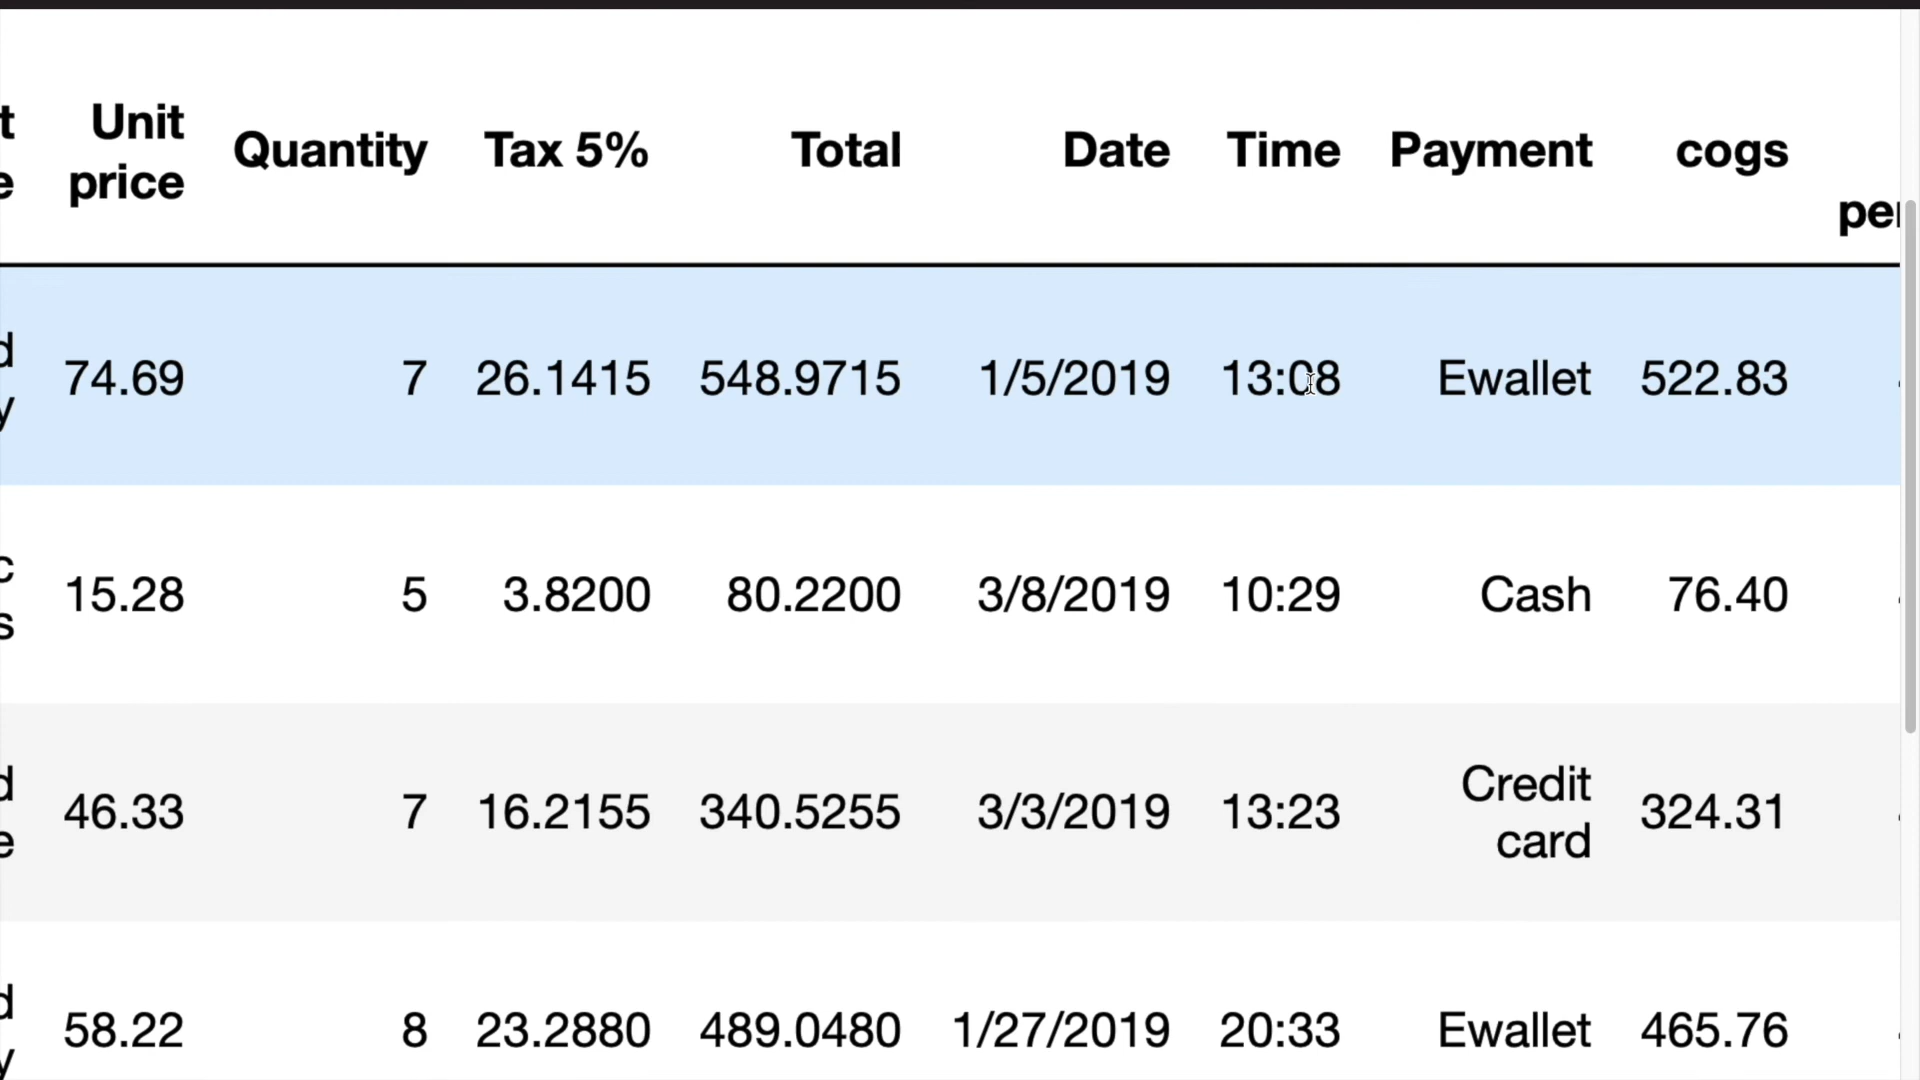 t Unit price Quantity Tax 5% Total Date Time Payment cogs
e per
d 74.69 7 26.1415 548.9715 1/5/2019 13:08 Ewallet 522.83
y
c 15.28 5 3.8200 80.2200 3/8/2019 10:29 Cash 76.40
s
d 46.33 7 16.2155 340.5255 3/3/2019 13:23 Credit card 324.31
e
d 58.22 8 23.2880 489.0480 1/27/2019 20:33 Ewallet 465.76
y